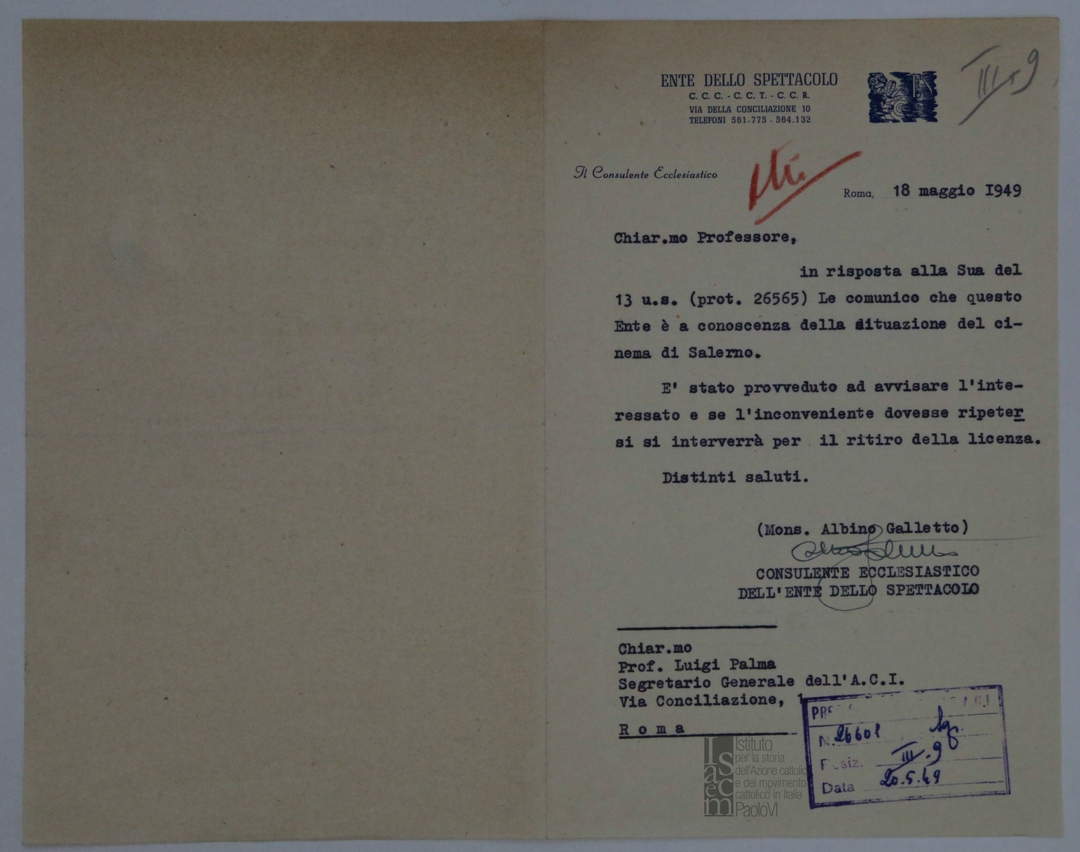 ENTE DELLO SPETTACOLO
C. C. C. - C. C. T. - C. C. R.
VIA DELLA CONCILIAZIONE 10
TELEFONI 561.775 - 564.132
III - 9
Il Consulente Ecclesiastico
Roma, 18 maggio I949
Chiar.mo Professore,
in risposta alla Sua del
13 u.s. (prot. 26565) Le comunico che questo
Ente è a conoscenza della situazione del ci-
nema di Salerno.
E' stato provveduto ad avvisare l'inte-
ressato e se l'inconveniente dovesse ripeter
si si interverrà per il ritiro della licenza.
Distinti saluti.
(Mons. Albino Galletto)
CONSULENTE ECCLESIASTICO
DELL'ENTE DELLO SPETTACOLO
Chiar.mo
Prof. Luigi Palma
Segretario Generale dell'A.C.I.
Via Conciliazione, 1
Roma
N. 26601
III. 9
Data 20.5.49
Istituto
per la storia
dell'Azione cattolica
e del movimento
cattolico in Italia
PaoloVI